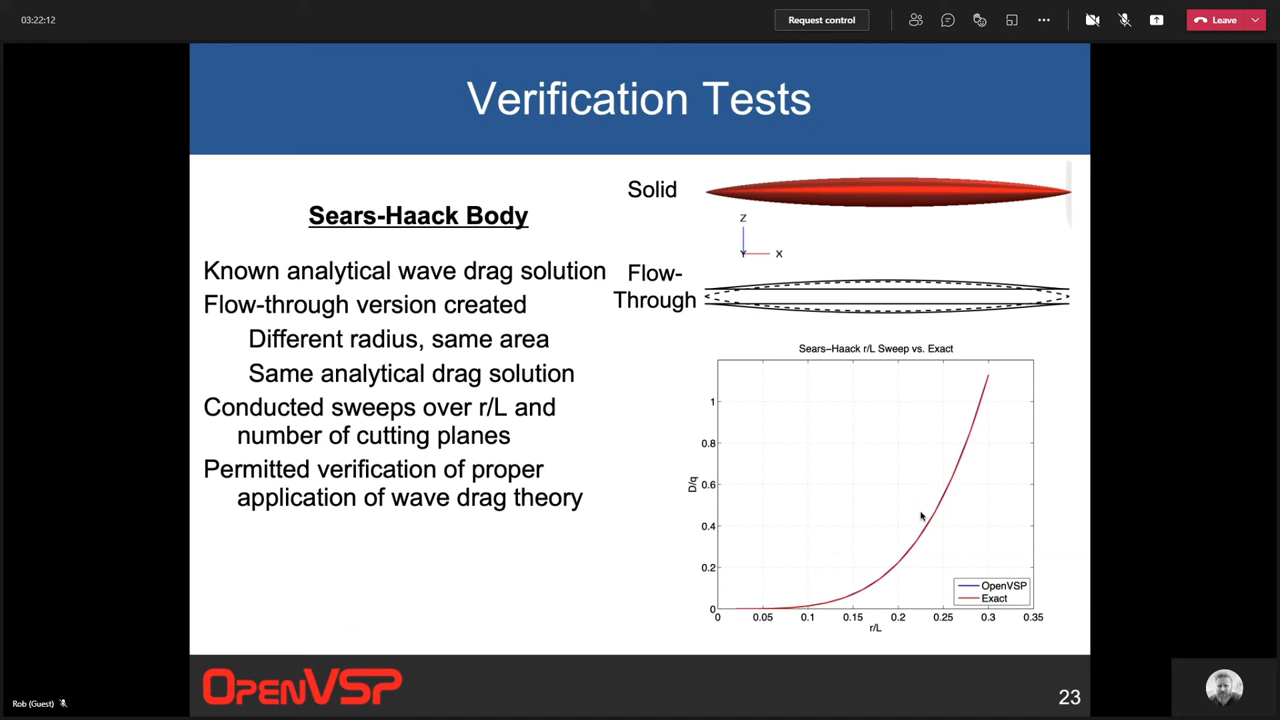 03:22:12
Request control
Leave
Verification Tests
Sears-Haack Body
Known analytical wave drag solution
Flow-through version created
Different radius, same area
Same analytical drag solution
Conducted sweeps over r/L and
number of cutting planes
Permitted verification of proper
application of wave drag theory
Solid
Z
Y X
Flow-
Through
Sears-Haack r/L Sweep vs. Exact
D/q
1
0.8
0.6
0.4
0.2
0
0 0.05 0.1 0.15 0.2 0.25 0.3 0.35
r/L
OpenVSP
Exact
OPENVSP
23
Rob (Guest)